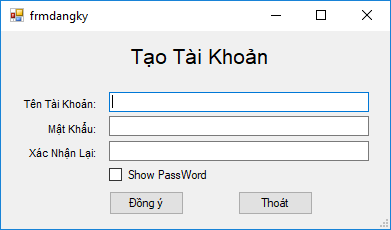 frmdangky
Tạo Tài Khoản
Tên Tài Khoản:
Mật Khẩu:
Xác Nhận Lại:
Show PassWord
Đồng ý
Thoát